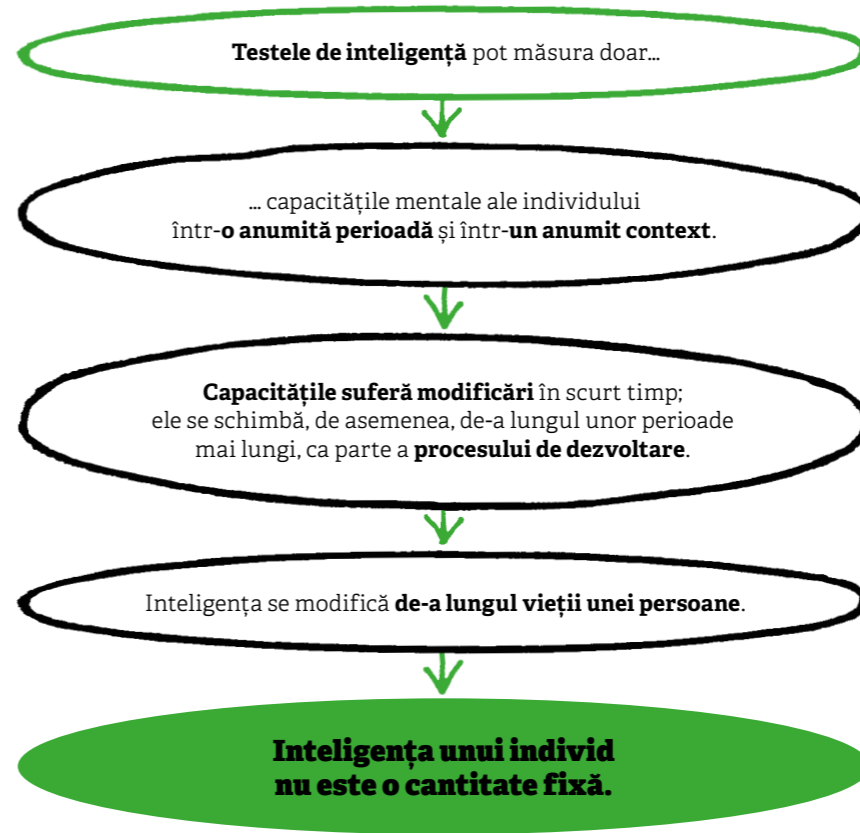 Testele de inteligență pot măsura doar...
... capacitățile mentale ale individului
într-o anumită perioadă și într-un anumit context.
Capacitățile suferă modificări în scurt timp;
ele se schimbă, de asemenea, de-a lungul unor perioade
mai lungi, ca parte a procesului de dezvoltare.
Inteligența se modifică de-a lungul vieții unei persoane.
Inteligența unui individ
nu este o cantitate fixă.